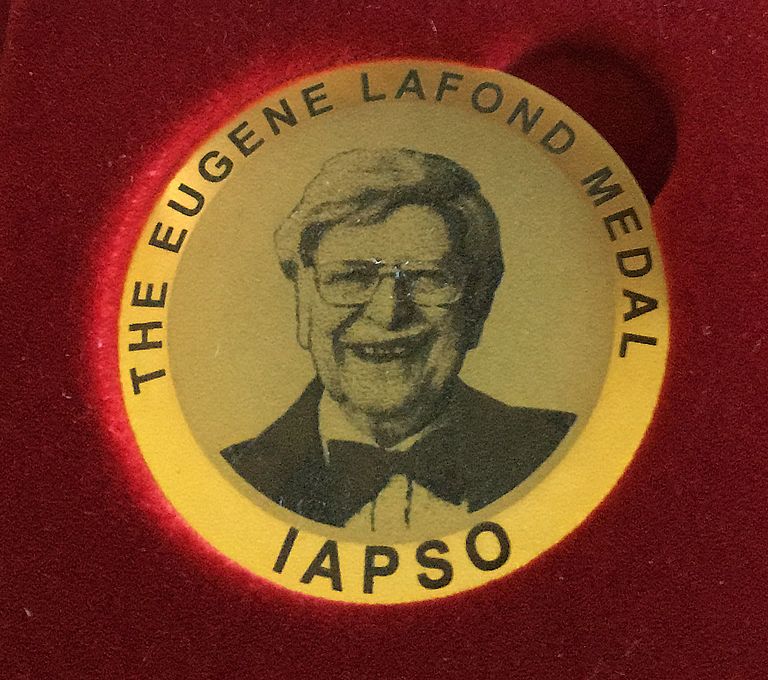 THE EUGENE LAFOND MEDAL
IAPSO